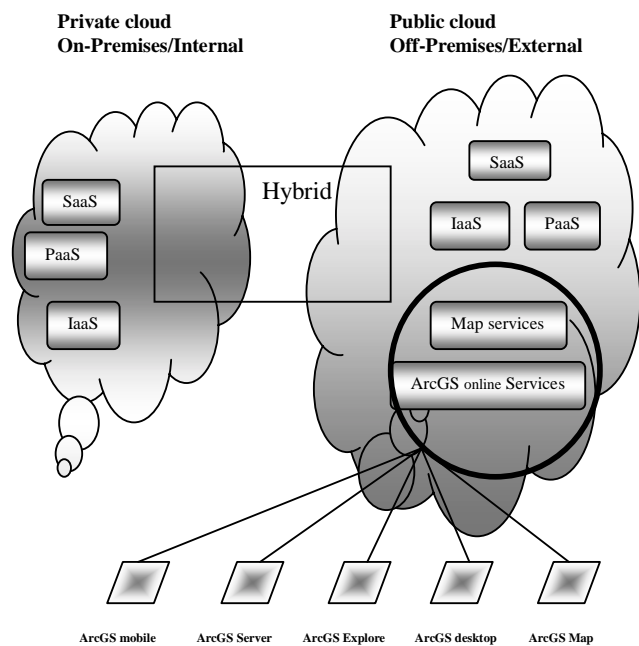 Private cloud
On-Premises/Internal
Public cloud
Off-Premises/External
Hybrid
SaaS
PaaS
IaaS
SaaS
IaaS
PaaS
Map services
ArcGS online Services
ArcGS mobile
ArcGS Server
ArcGS Explore
ArcGS desktop
ArcGS Map